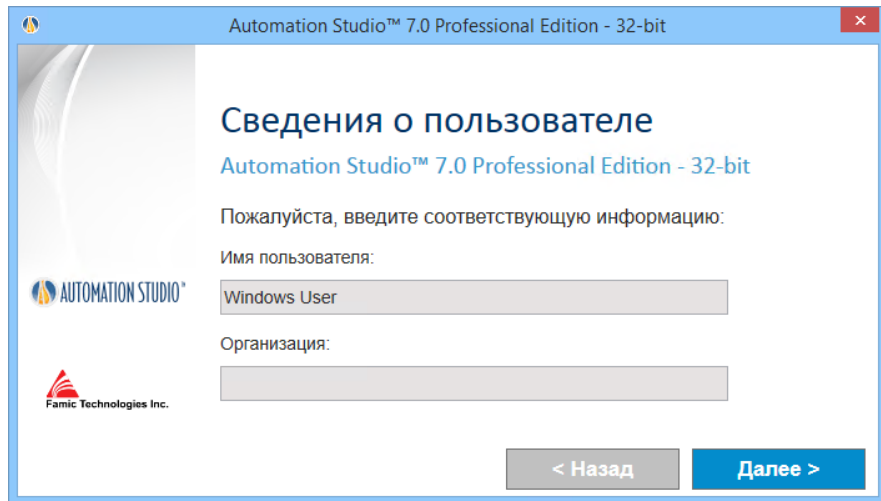 Automation Studio™ 7.0 Professional Edition - 32-bit
Сведения о пользователе
Automation Studio™ 7.0 Professional Edition - 32-bit
Пожалуйста, введите соответствующую информацию:
Имя пользователя:
AUTOMATION STUDIO®
Windows User
Организация:
Famic Technologies Inc.
< Назад
Далее >